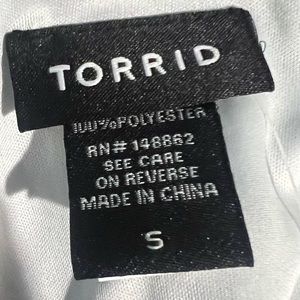 TORRID
100%POLYESTER
RN# 148862
SEE CARE
ON REVERSE
MADE IN CHINA
S